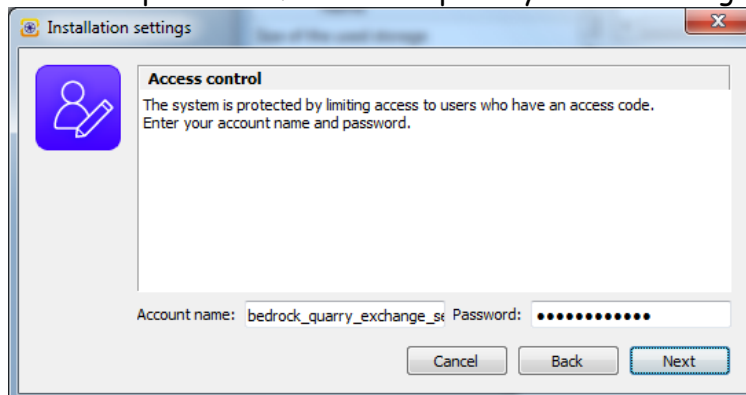 Installation settings
Access control
The system is protected by limiting access to users who have an access code.
Enter your account name and password.
Account name: bedrock_quarry_exchange_se Password: ●●●●●●●●●●●●
Cancel Back Next